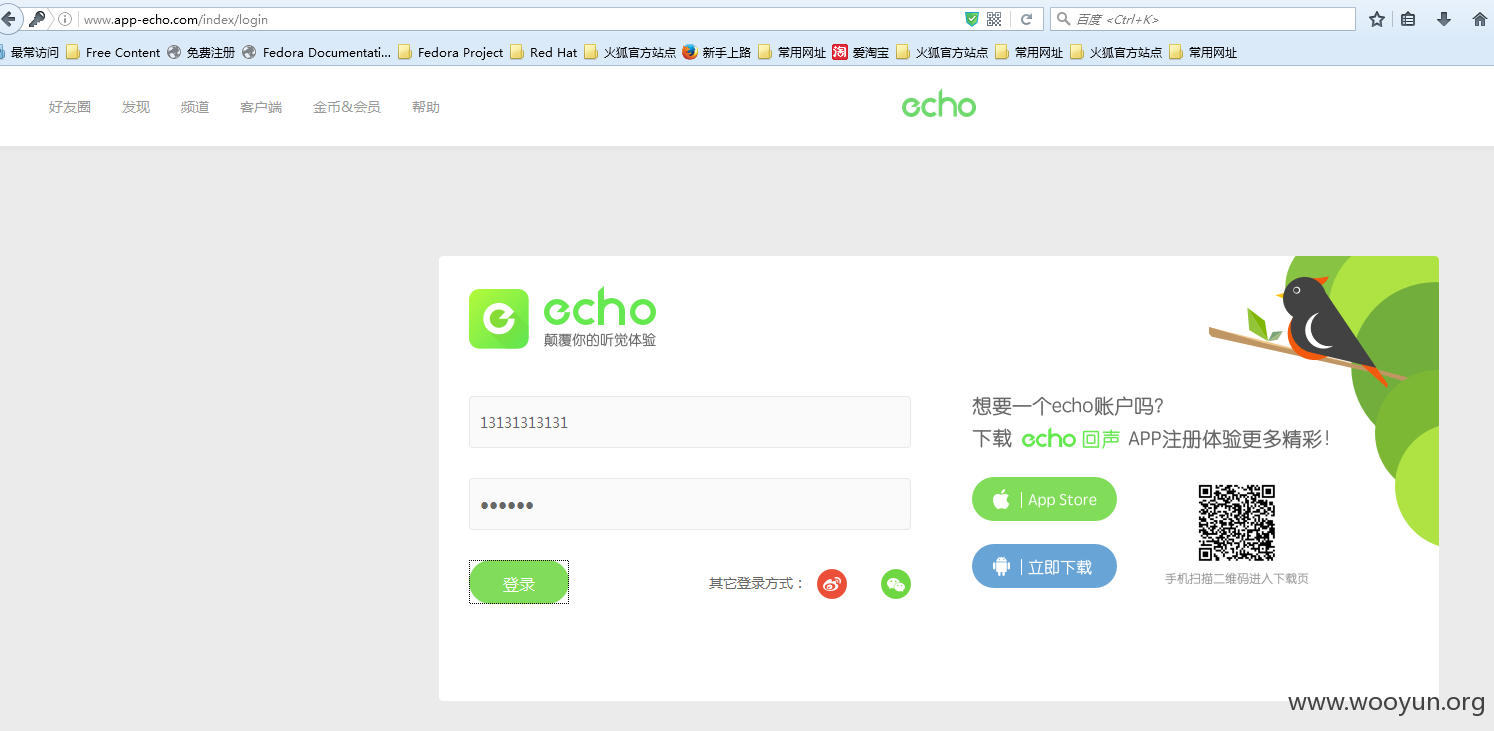 www.app-echo.com/index/login
百度 <Ctrl+K>
最常访问 Free Content 免费注册 Fedora Documentati... Fedora Project Red Hat 火狐官方站点 新手上路 常用网址 淘 爱淘宝 火狐官方站点 常用网址 火狐官方站点 常用网址
好友圈 发现 频道 客户端 金币&会员 帮助
echo
echo
颠覆你的听觉体验
13131313131
●●●●●●
登录
其它登录方式：
想要一个echo账户吗?
下载 echo 回声 APP注册体验更多精彩!
App Store
立即下载
手机扫描二维码进入下载页
www.wooyun.org